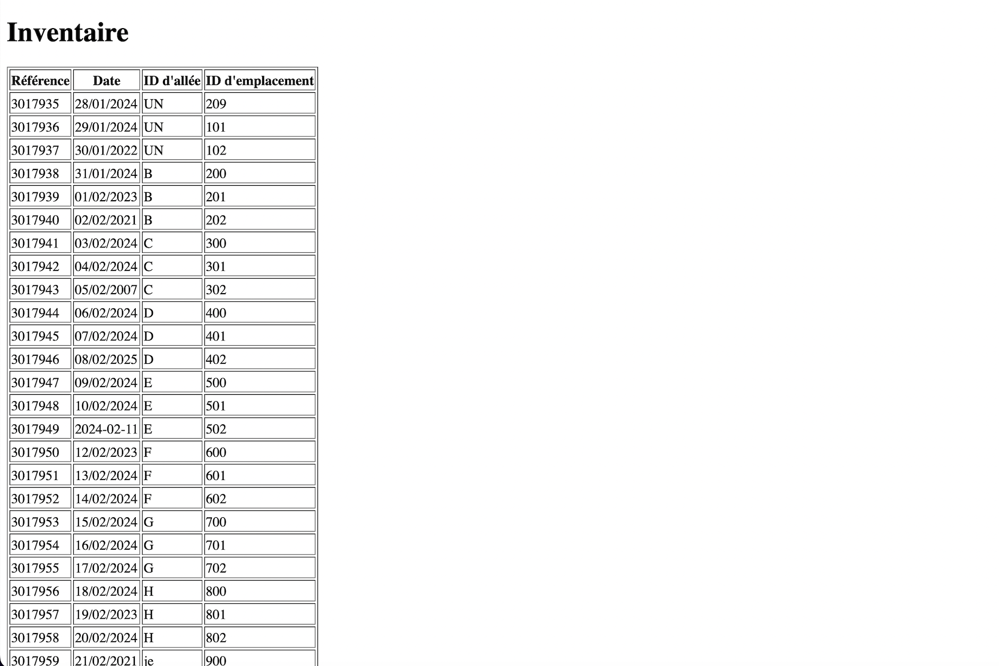 Inventaire
Référence Date ID d'allée ID d'emplacement
3017935 28/01/2024 UN 209
3017936 29/01/2024 UN 101
3017937 30/01/2022 UN 102
3017938 31/01/2024 B 200
3017939 01/02/2023 B 201
3017940 02/02/2021 B 202
3017941 03/02/2024 C 300
3017942 04/02/2024 C 301
3017943 05/02/2007 C 302
3017944 06/02/2024 D 400
3017945 07/02/2024 D 401
3017946 08/02/2025 D 402
3017947 09/02/2024 E 500
3017948 10/02/2024 E 501
3017949 2024-02-11 E 502
3017950 12/02/2023 F 600
3017951 13/02/2024 F 601
3017952 14/02/2024 F 602
3017953 15/02/2024 G 700
3017954 16/02/2024 G 701
3017955 17/02/2024 G 702
3017956 18/02/2024 H 800
3017957 19/02/2023 H 801
3017958 20/02/2024 H 802
3017959 21/02/2021 je 900